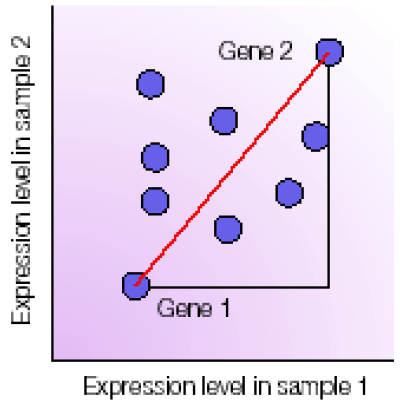 Gene 2
Expression level in sample 2
Gene 1
Expression level in sample 1